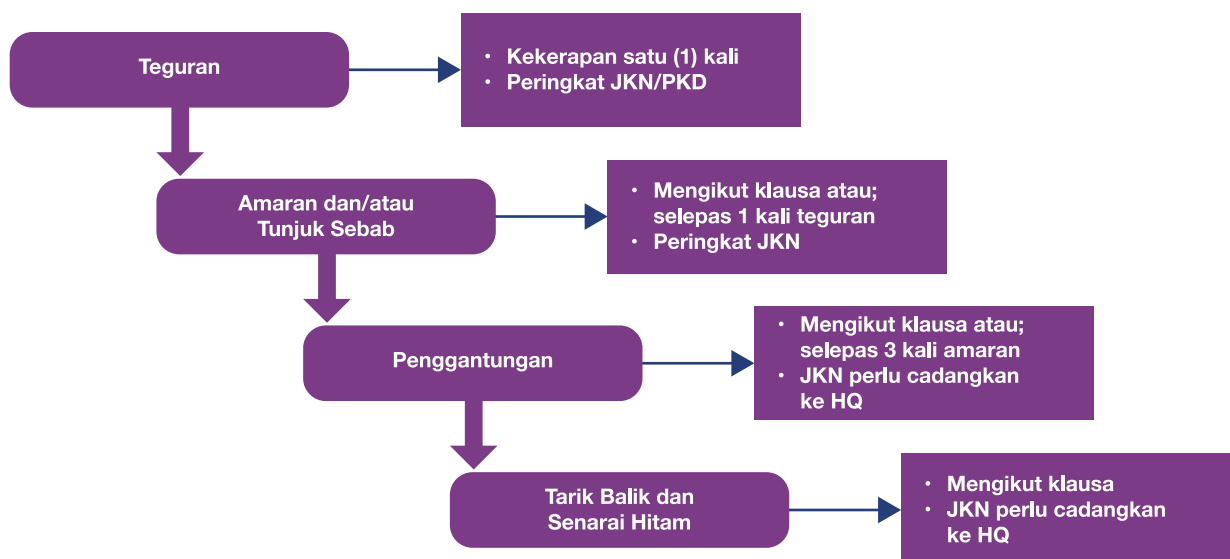 Teguran
• Kekerapan satu (1) kali
• Peringkat JKN/PKD
Amaran dan/atau
Tunjuk Sebab
• Mengikut klausa atau;
selepas 1 kali teguran
• Peringkat JKN
Penggantungan
• Mengikut klausa atau;
selepas 3 kali amaran
• JKN perlu cadangkan
ke HQ
Tarik Balik dan
Senarai Hitam
• Mengikut klausa
• JKN perlu cadangkan
ke HQ